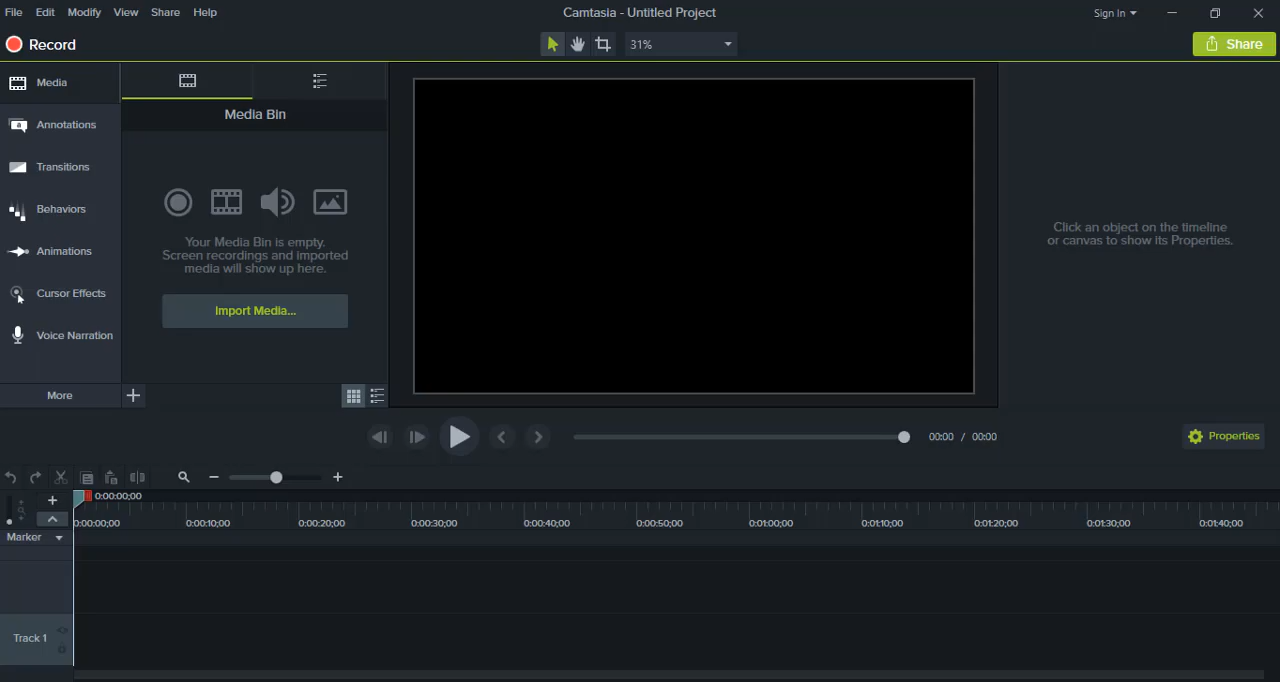 File Edit Modify View Share Help
Camtasia - Untitled Project
Sign In
Record
31%
Share
Media
Annotations
Transitions
Behaviors
Animations
Cursor Effects
Voice Narration
More
Media Bin
Your Media Bin is empty.
Screen recordings and imported
media will show up here.
Import Media...
Click an object on the timeline
or canvas to show its Properties.
00:00 / 00:00
Properties
0:00:00;00
0:00:00;00 0:00:10;00 0:00:20;00 0:00:30;00 0:00:40;00 0:00:50;00 0:01:00;00 0:01:10;00 0:01:20;00 0:01:30;00 0:01:40;00
Marker
Track 1